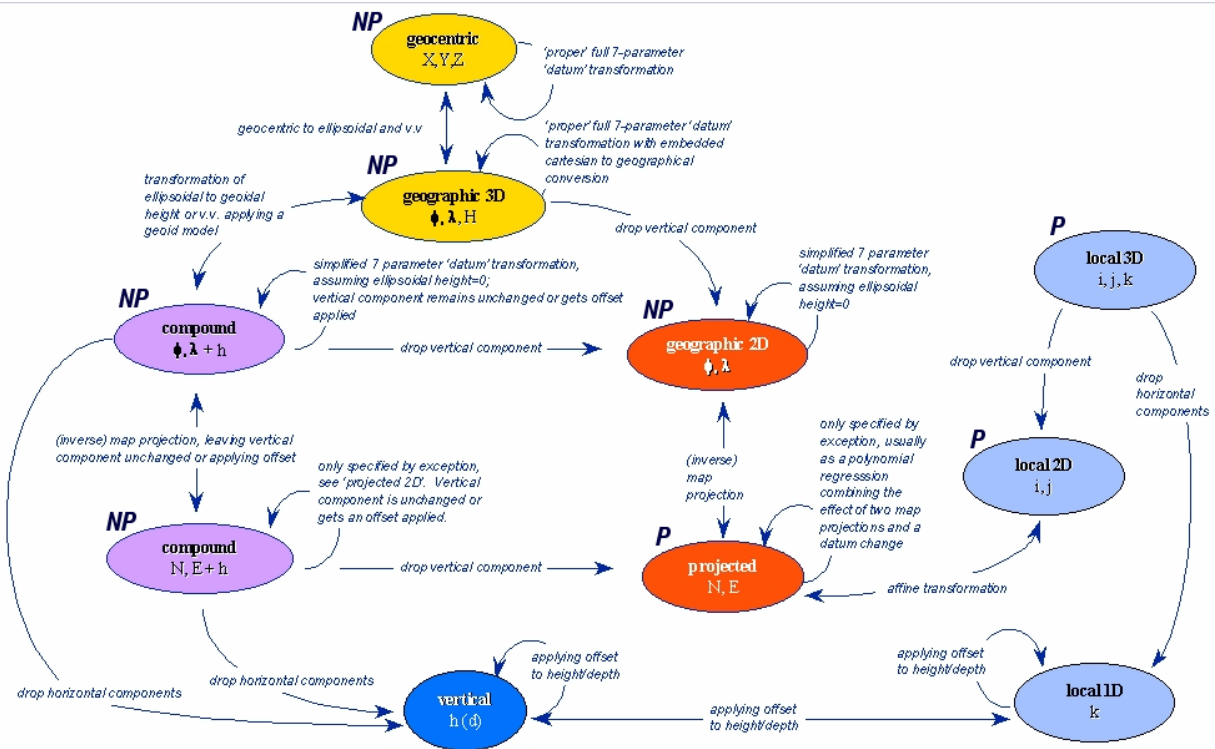 NP
geocentric
X,Y,Z
'proper' full 7-parameter
'datum' transformation
geocentric to ellipsoidal and v.v
'proper' full 7-parameter 'datum'
transformation with embedded
cartesian to geographical
conversion
NP
geographic 3D
ϕ, λ, H
transformation of
ellipsoidal to geoidal
height or v.v. applying a
geoid model
drop vertical component
P
local 3D
i, j, k
simplified 7 parameter 'datum' transformation,
assuming ellipsoidal height=0;
vertical component remains unchanged or gets offset
applied
simplified 7 parameter
'datum' transformation,
assuming ellipsoidal
height=0
NP
compound
ϕ, λ + h
drop vertical component
NP
geographic 2D
ϕ, λ
drop vertical component
drop
horizontal
components
(inverse) map projection, leaving vertical
component unchanged or applying offset
only specified by exception,
see 'projected 2D'. Vertical
component is unchanged or
gets an offset applied.
(inverse)
map
projection
only specified by
exception, usually
as a polynomial
regresssion
combining the
effect of two map
projections and a
datum change
P
local 2D
i, j
NP
compound
N, E + h
drop vertical component
P
projected
N, E
affine transformation
drop horizontal components
drop horizontal components
applying offset
to height/depth
vertical
h (d)
applying offset
to height/depth
applying offset
to height/depth
local 1D
k